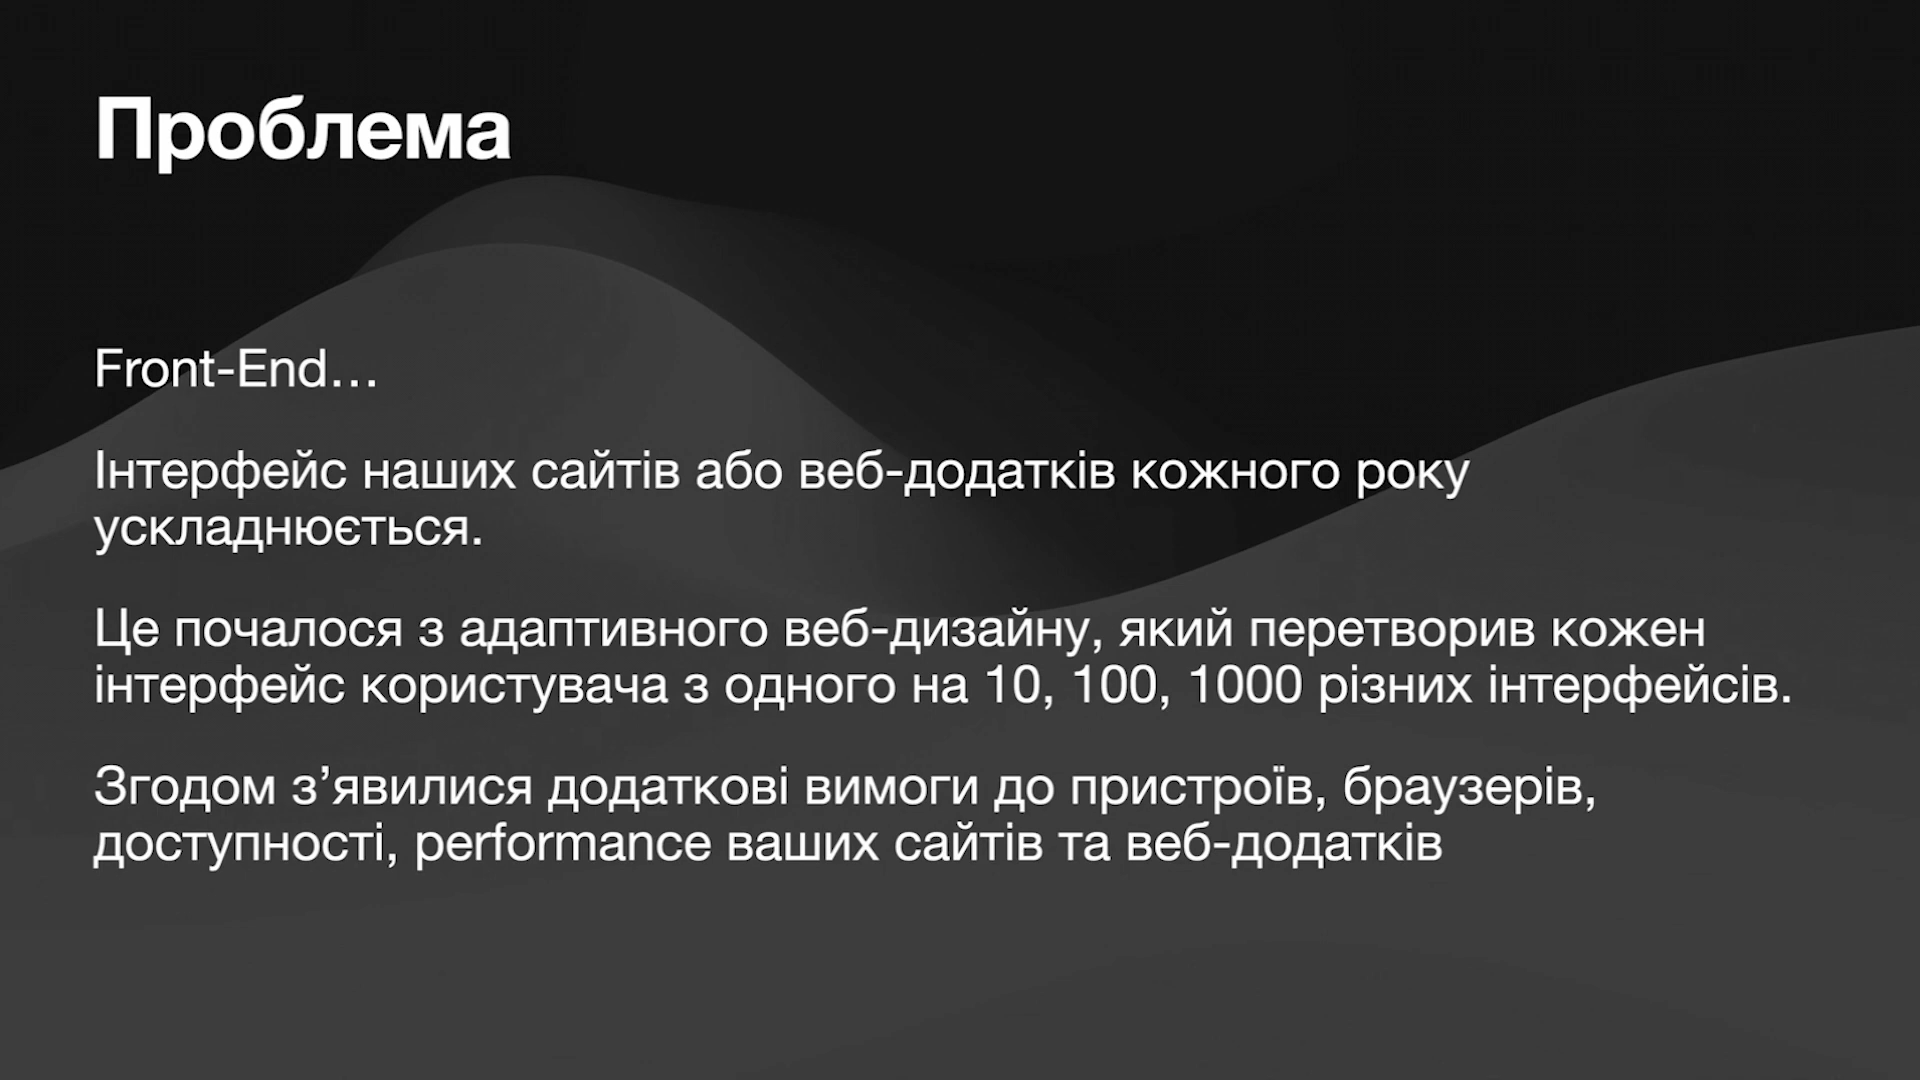 Проблема
Front-End…
Інтерфейс наших сайтів або веб-додатків кожного року
ускладнюється.
Це почалося з адаптивного веб-дизайну, який перетворив кожен
інтерфейс користувача з одного на 10, 100, 1000 різних інтерфейсів.
Згодом з’явилися додаткові вимоги до пристроїв, браузерів,
доступності, performance ваших сайтів та веб-додатків